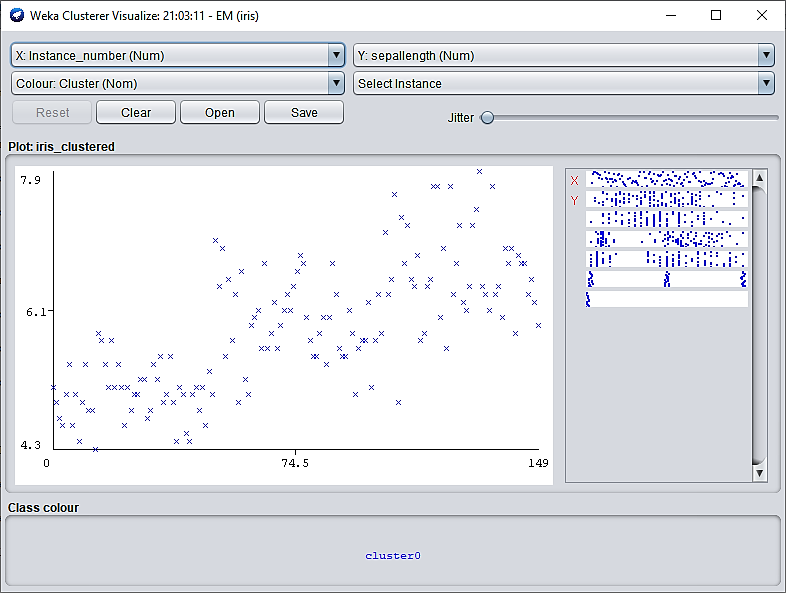 Weka Clusterer Visualize: 21:03:11 - EM (iris)
X: Instance_number (Num) Y: sepallength (Num)
Colour: Cluster (Nom) Select Instance
Reset Clear Open Save Jitter
Plot: iris_clustered
7.9
6.1
4.3
0 74.5 149
X
Y
Class colour
cluster0